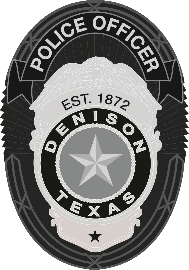 POLICE OFFICER
EST. 1872
DENISON
TEXAS